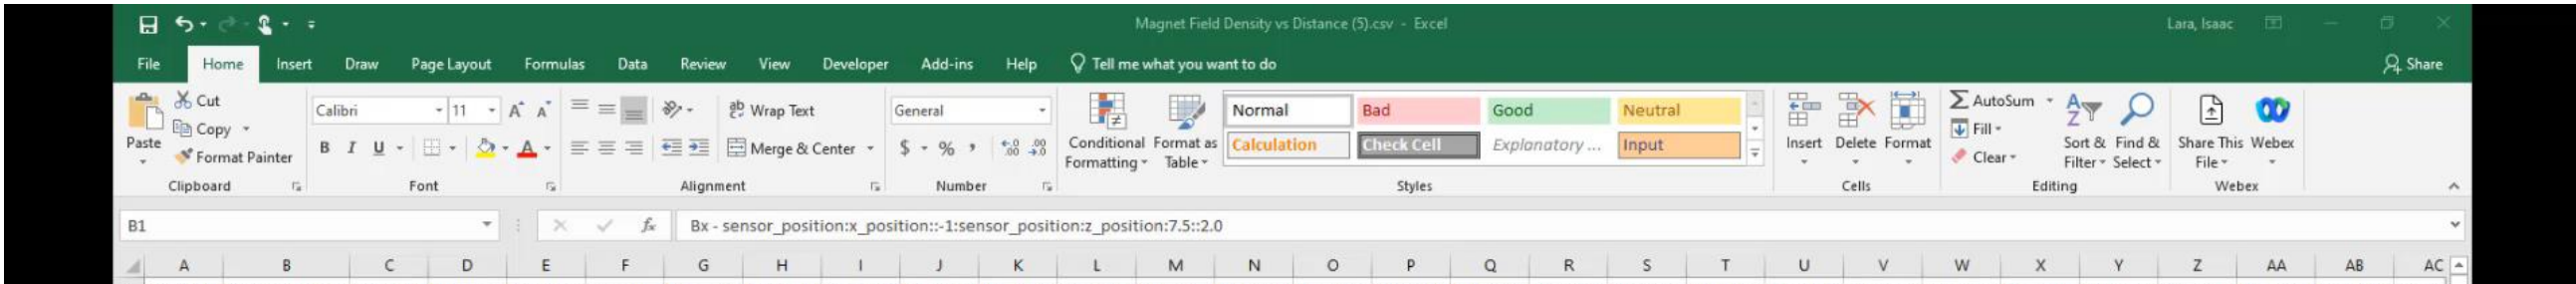 Magnet Field Density vs Distance (5).csv - Excel
Lara, Isaac
File Home Insert Draw Page Layout Formulas Data Review View Developer Add-ins Help Tell me what you want to do
Share
Cut
Copy
Format Painter
Paste
Clipboard
Calibri 11 A A
B I U A
Font
ab Wrap Text
Merge & Center
Alignment
General
$ % , .00 .00
Number
Conditional Formatting
Format as Table
Normal Bad Good Neutral
Calculation Check Cell Explanatory ... Input
Styles
Insert Delete Format
Cells
AutoSum
Fill
Clear
Sort & Filter
Find & Select
Editing
Share This File
Webex
Webex
B1
fx
Bx - sensor_position:x_position::-1:sensor_position:z_position:7.5::2.0
A B C D E F G H I J K L M N O P Q R S T U V W X Y Z AA AB AC